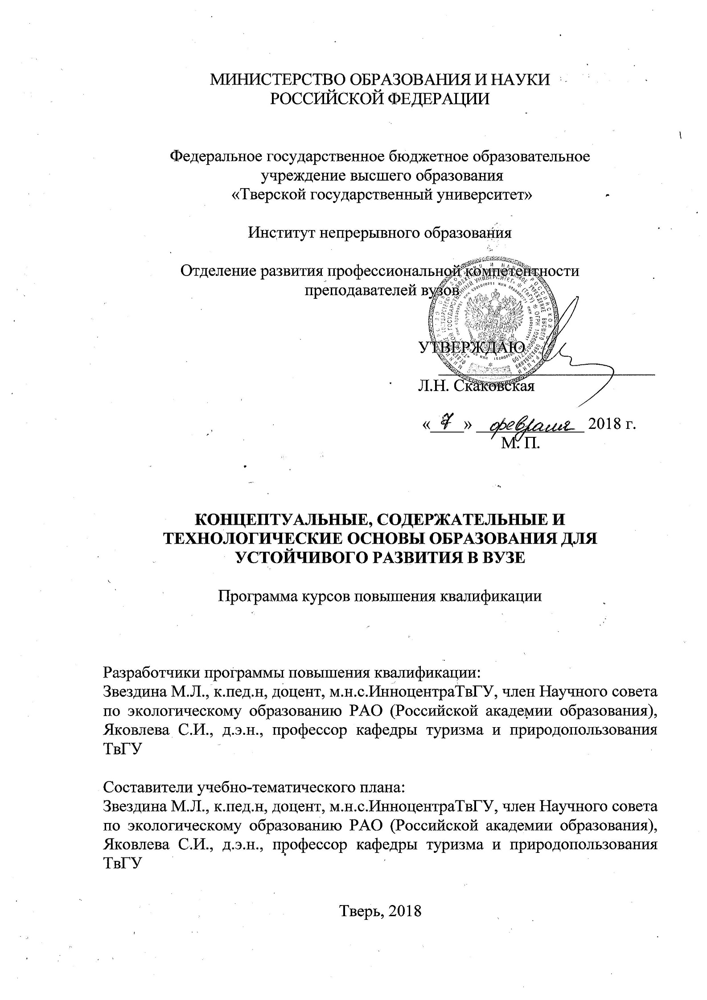 МИНИСТЕРСТВО ОБРАЗОВАНИЯ И НАУКИ
РОССИЙСКОЙ ФЕДЕРАЦИИ
Федеральное государственное бюджетное образовательное
учреждение высшего образования
«Тверской государственный университет»
Институт непрерывного образования
Отделение развития профессиональной компетентности
преподавателей вузов
УТВЕРЖДАЮ
Л.Н. Скаковская
« 7 » февраля 2018 г.
М. П.
КОНЦЕПТУАЛЬНЫЕ, СОДЕРЖАТЕЛЬНЫЕ И
ТЕХНОЛОГИЧЕСКИЕ ОСНОВЫ ОБРАЗОВАНИЯ ДЛЯ
УСТОЙЧИВОГО РАЗВИТИЯ В ВУЗЕ
Программа курсов повышения квалификации
Разработчики программы повышения квалификации:
Звездина М.Л., к.пед.н, доцент, м.н.с.ИнноцентраТвГУ, член Научного совета
по экологическому образованию РАО (Российской академии образования),
Яковлева С.И., д.э.н., профессор кафедры туризма и природопользования
ТвГУ
Составители учебно-тематического плана:
Звездина М.Л., к.пед.н, доцент, м.н.с.ИнноцентраТвГУ, член Научного совета
по экологическому образованию РАО (Российской академии образования),
Яковлева С.И., д.э.н., профессор кафедры туризма и природопользования
ТвГУ
Тверь, 2018